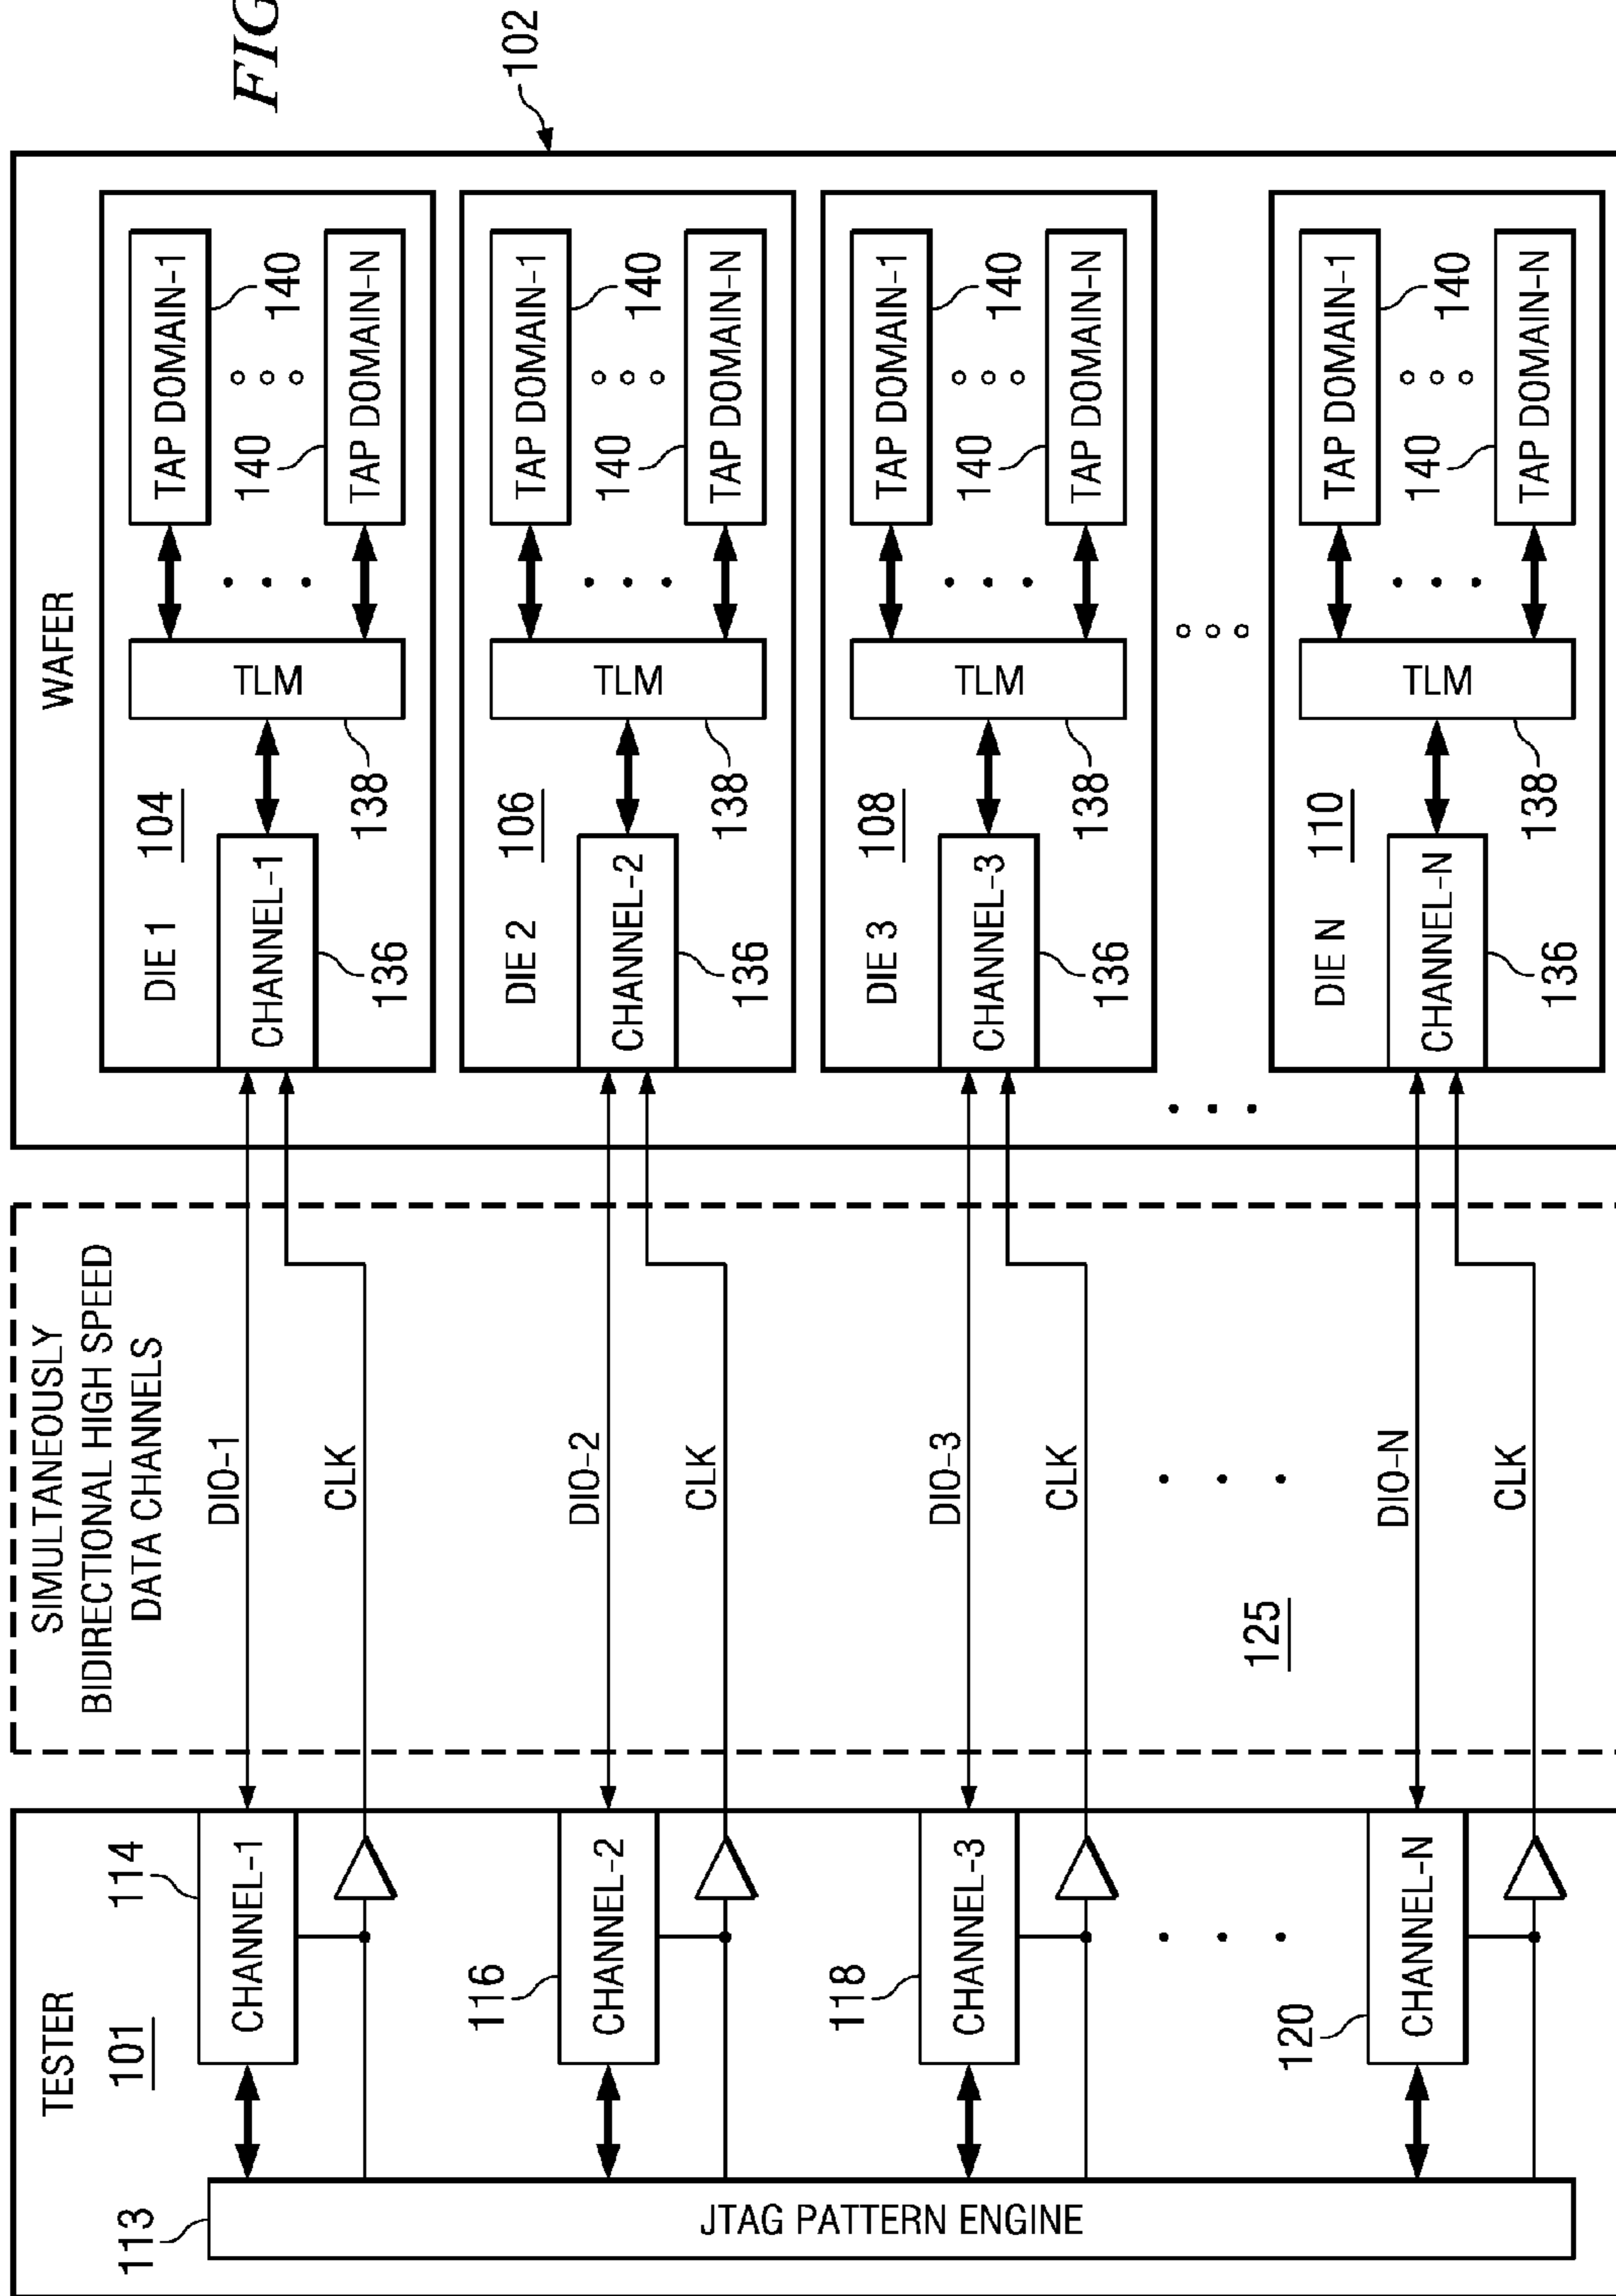 FIG
TESTER
101
113
JTAG PATTERN ENGINE
114
CHANNEL-1
116
CHANNEL-2
118
CHANNEL-3
120
CHANNEL-N
SIMULTANEOUSLY
BIDIRECTIONAL HIGH SPEED
DATA CHANNELS
DIO-1
CLK
DIO-2
CLK
DIO-3
CLK
DIO-N
CLK
125
WAFER
102
DIE 1 104
CHANNEL-1
136
TLM
138
TAP DOMAIN-1
140
140
TAP DOMAIN-N
DIE 2 106
CHANNEL-2
136
TLM
138
TAP DOMAIN-1
140
140
TAP DOMAIN-N
DIE 3 108
CHANNEL-3
136
TLM
138
TAP DOMAIN-1
140
140
TAP DOMAIN-N
DIE N 110
CHANNEL-N
136
TLM
138
TAP DOMAIN-1
140
140
TAP DOMAIN-N